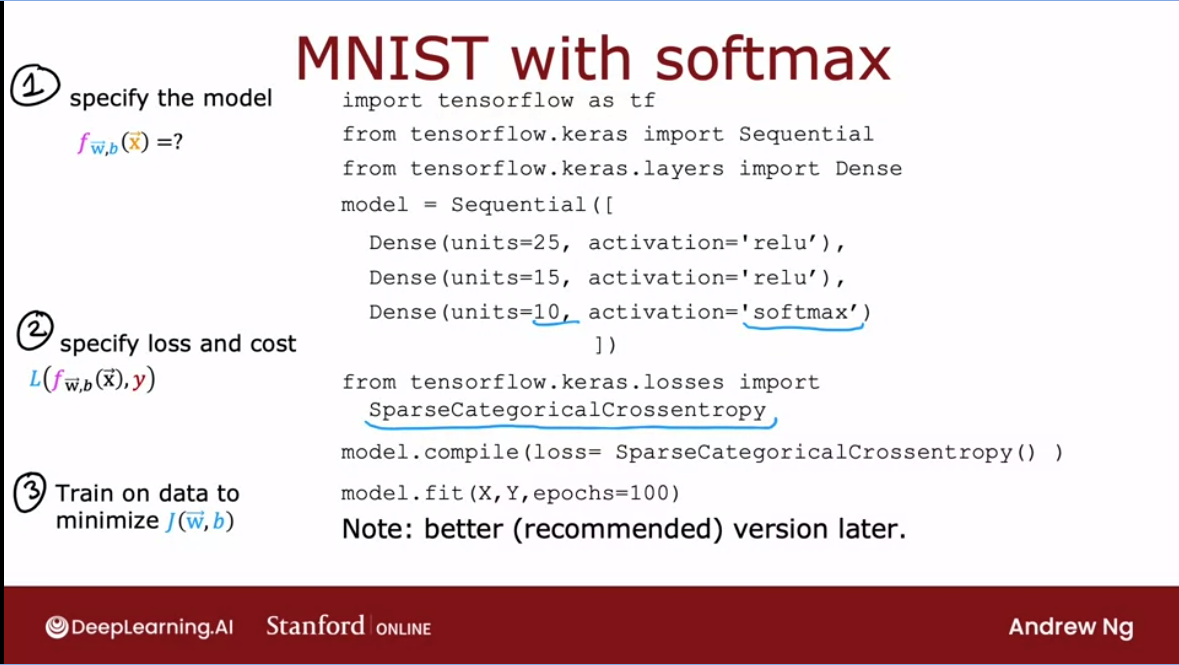 MNIST with softmax
1 specify the model
f w⃗,b(x⃗) =?
import tensorflow as tf
from tensorflow.keras import Sequential
from tensorflow.keras.layers import Dense
model = Sequential([
Dense(units=25, activation='relu’),
Dense(units=15, activation='relu’),
Dense(units=10, activation='softmax’)
])
2 specify loss and cost
L(f w⃗,b(x⃗), y)
from tensorflow.keras.losses import
SparseCategoricalCrossentropy
model.compile(loss= SparseCategoricalCrossentropy() )
3 Train on data to
minimize J(w⃗, b)
model.fit(X,Y,epochs=100)
Note: better (recommended) version later.
DeepLearning.AI
Stanford ONLINE
Andrew Ng